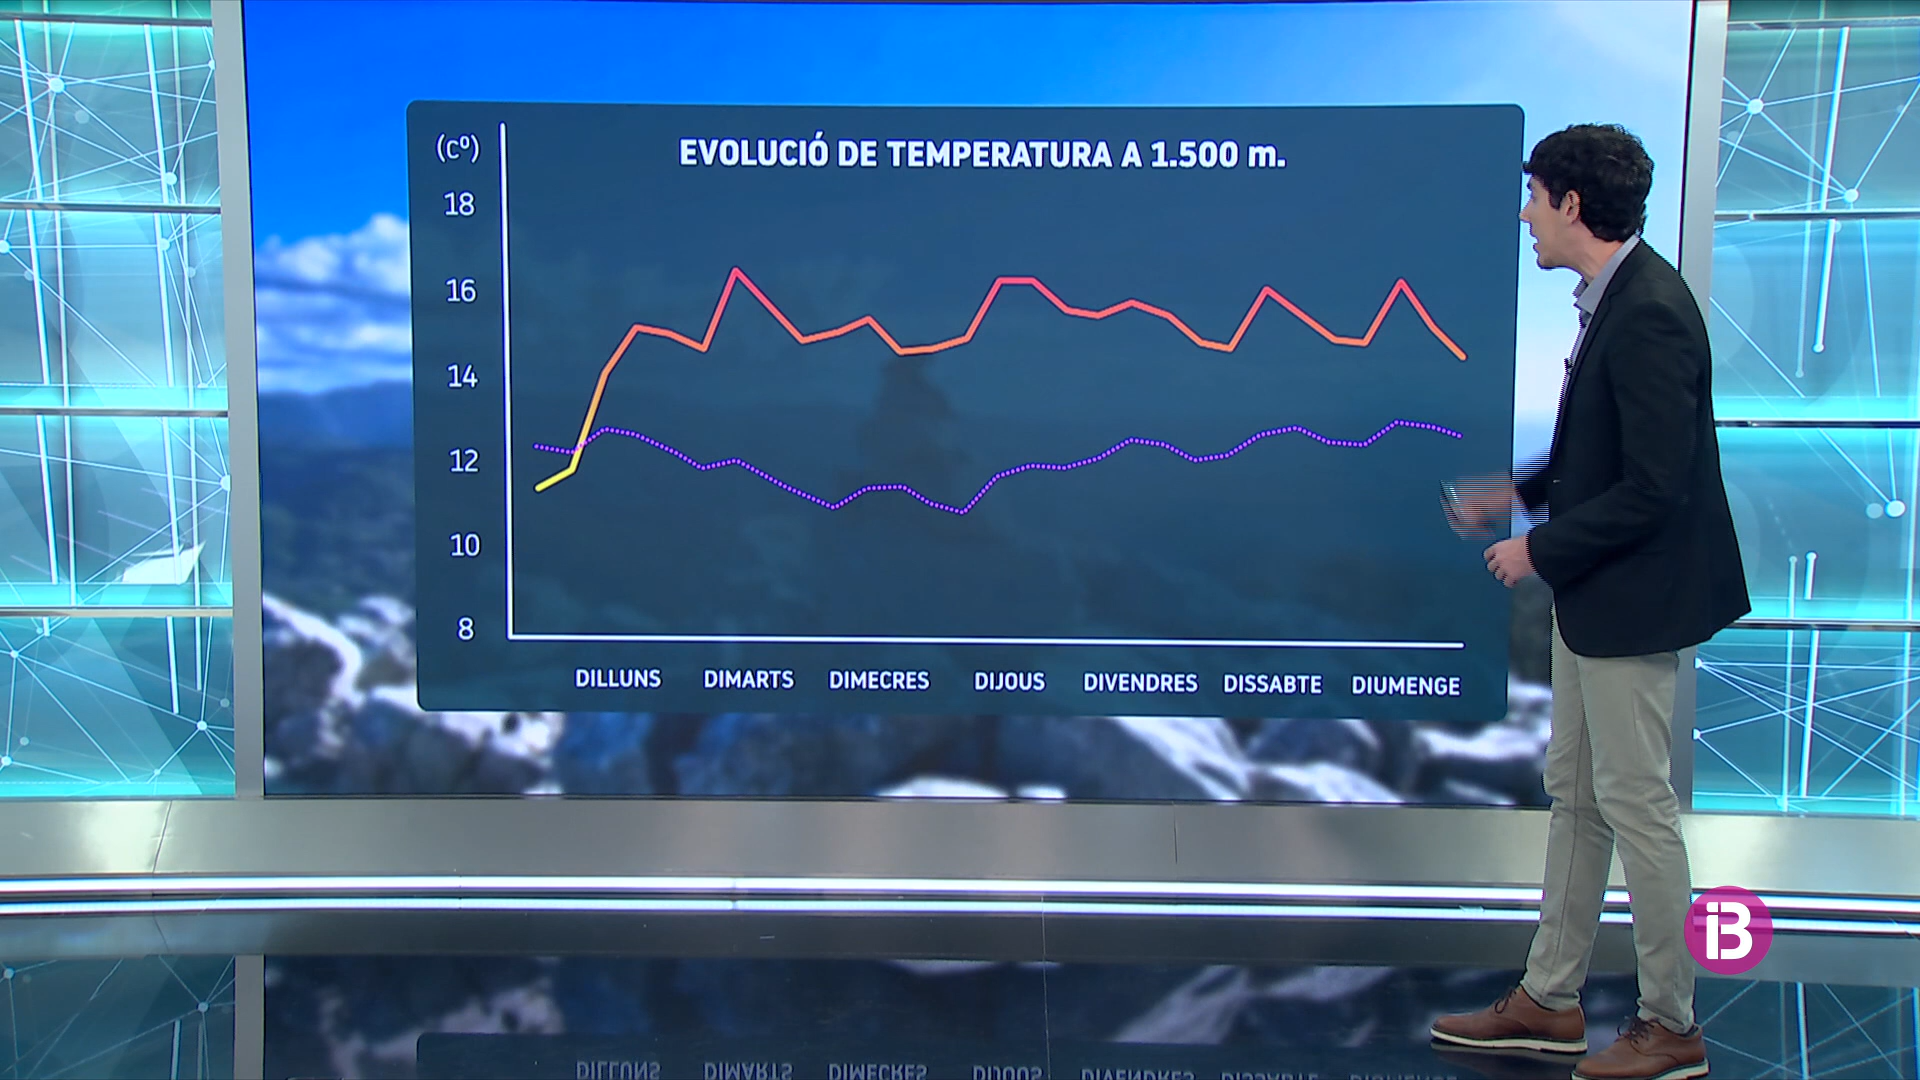 (cº)
EVOLUCIÓ DE TEMPERATURA A 1.500 m.
18
16
14
12
10
8
DILLUNS DIMARTS DIMECRES DIJOUS DIVENDRES DISSABTE DIUMENGE
iB